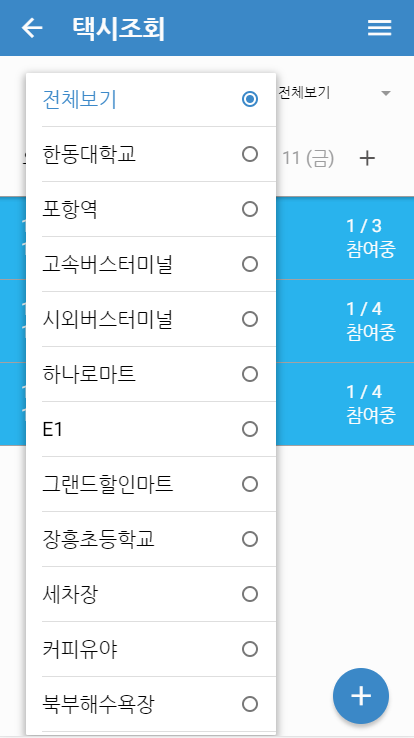 택시조회
전체보기
전체보기
11 (금)
한동대학교
포항역
1 / 3
참여중
고속버스터미널
시외버스터미널
1 / 4
참여중
하나로마트
1 / 4
참여중
E1
그랜드할인마트
장흥초등학교
세차장
커피유야
북부해수욕장